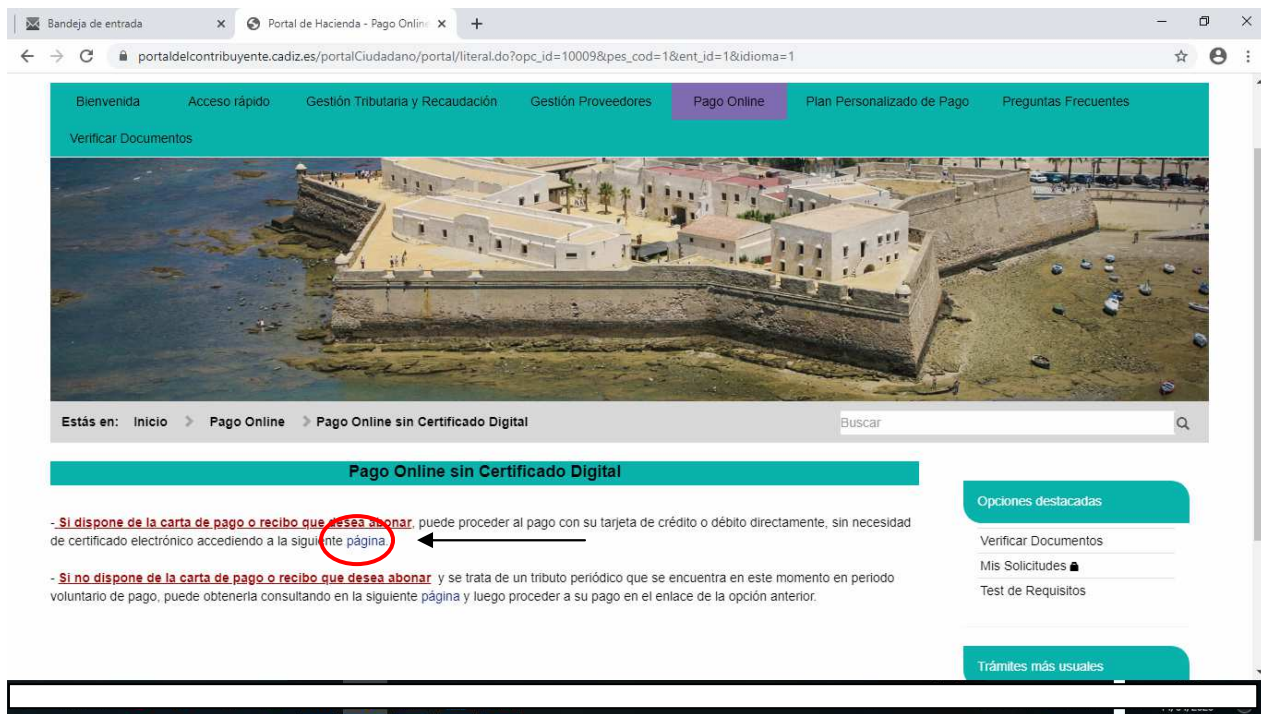 Bandeja de entrada
Portal de Hacienda - Pago Online
portaldelcontribuyente.cadiz.es/portalCiudadano/portal/literal.do?opc_id=10009&pes_cod=1&ent_id=1&idioma=1
Bienvenida Acceso rápido Gestión Tributaria y Recaudación Gestión Proveedores Pago Online Plan Personalizado de Pago Preguntas Frecuentes
Verificar Documentos
Estás en: Inicio Pago Online Pago Online sin Certificado Digital
Buscar
Pago Online sin Certificado Digital
- Si dispone de la carta de pago o recibo que desea abonar, puede proceder al pago con su tarjeta de crédito o débito directamente, sin necesidad
de certificado electrónico accediendo a la siguiente página.
- Si no dispone de la carta de pago o recibo que desea abonar y se trata de un tributo periódico que se encuentra en este momento en periodo
voluntario de pago, puede obtenerla consultando en la siguiente página y luego proceder a su pago en el enlace de la opción anterior.
Opciones destacadas
Verificar Documentos
Mis Solicitudes
Test de Requisitos
Trámites más usuales